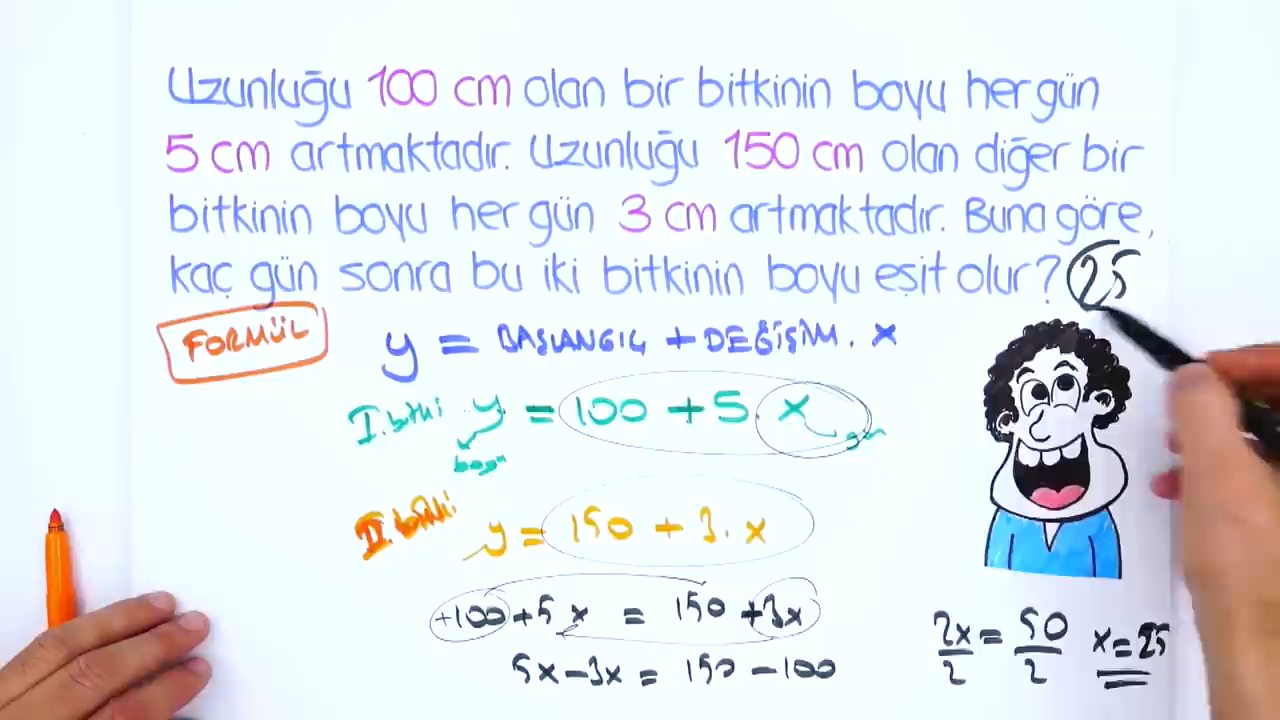 Uzunluğu 100 cm olan bir bitkinin boyu her gün
5 cm artmaktadır. Uzunluğu 150 cm olan diğer bir
bitkinin boyu her gün 3 cm artmaktadır. Buna göre,
kaç gün sonra bu iki bitkinin boyu eşit olur? 25
FORMÜL
y = BAŞLANGIÇ + DEĞİŞİM . x
I. bitki y = 100 + 5 . x
boyu gün
II. bitki y = 150 + 3 . x
+100 + 5x = 150 + 3x
5x - 3x = 150 - 100
2x/2 = 50/2 x = 25